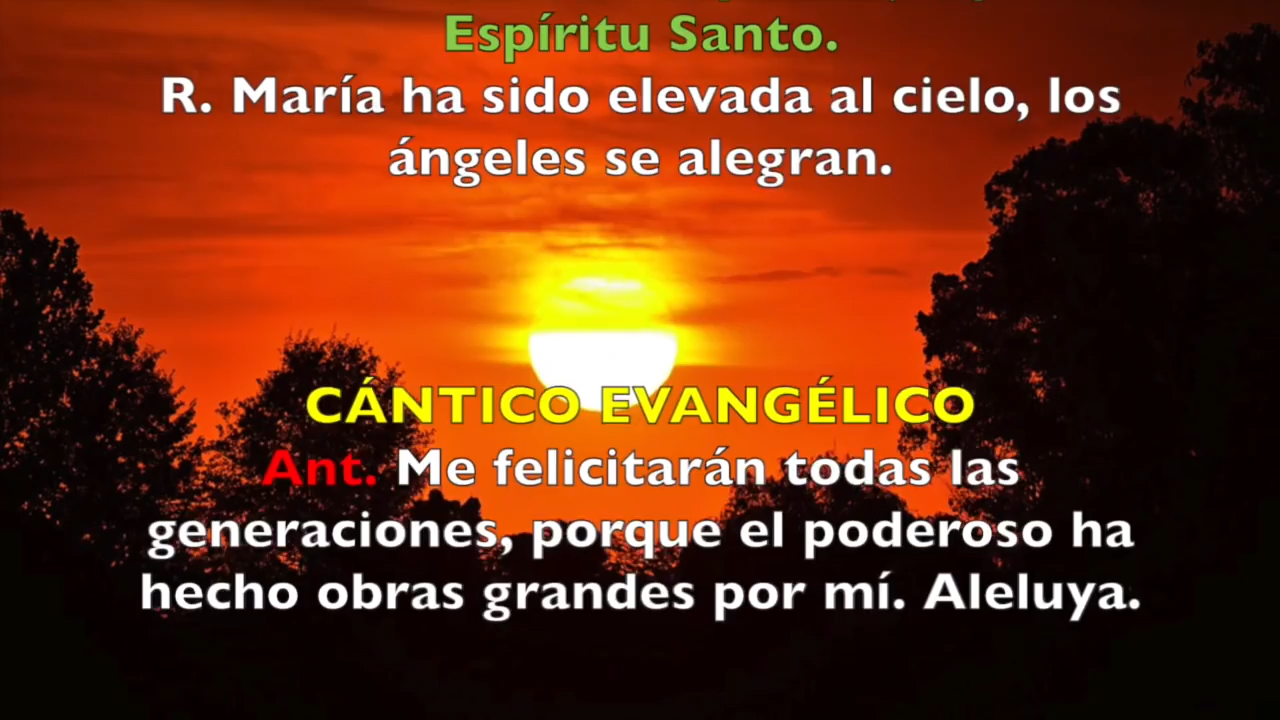 Espíritu Santo.
R. María ha sido elevada al cielo, los
ángeles se alegran.
CÁNTICO EVANGÉLICO
Ant. Me felicitarán todas las
generaciones, porque el poderoso ha
hecho obras grandes por mí. Aleluya.